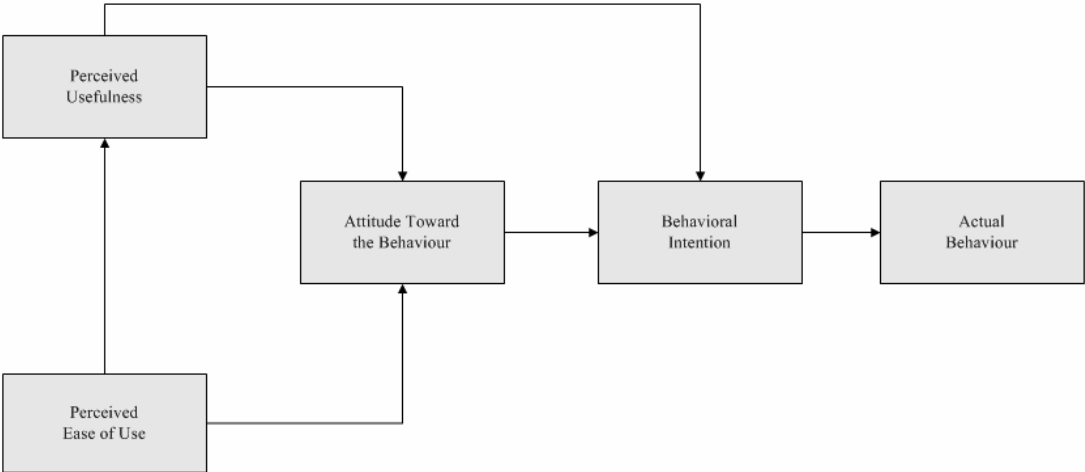 Perceived
Usefulness
Attitude Toward
the Behaviour
Behavioral
Intention
Actual
Behaviour
Perceived
Ease of Use